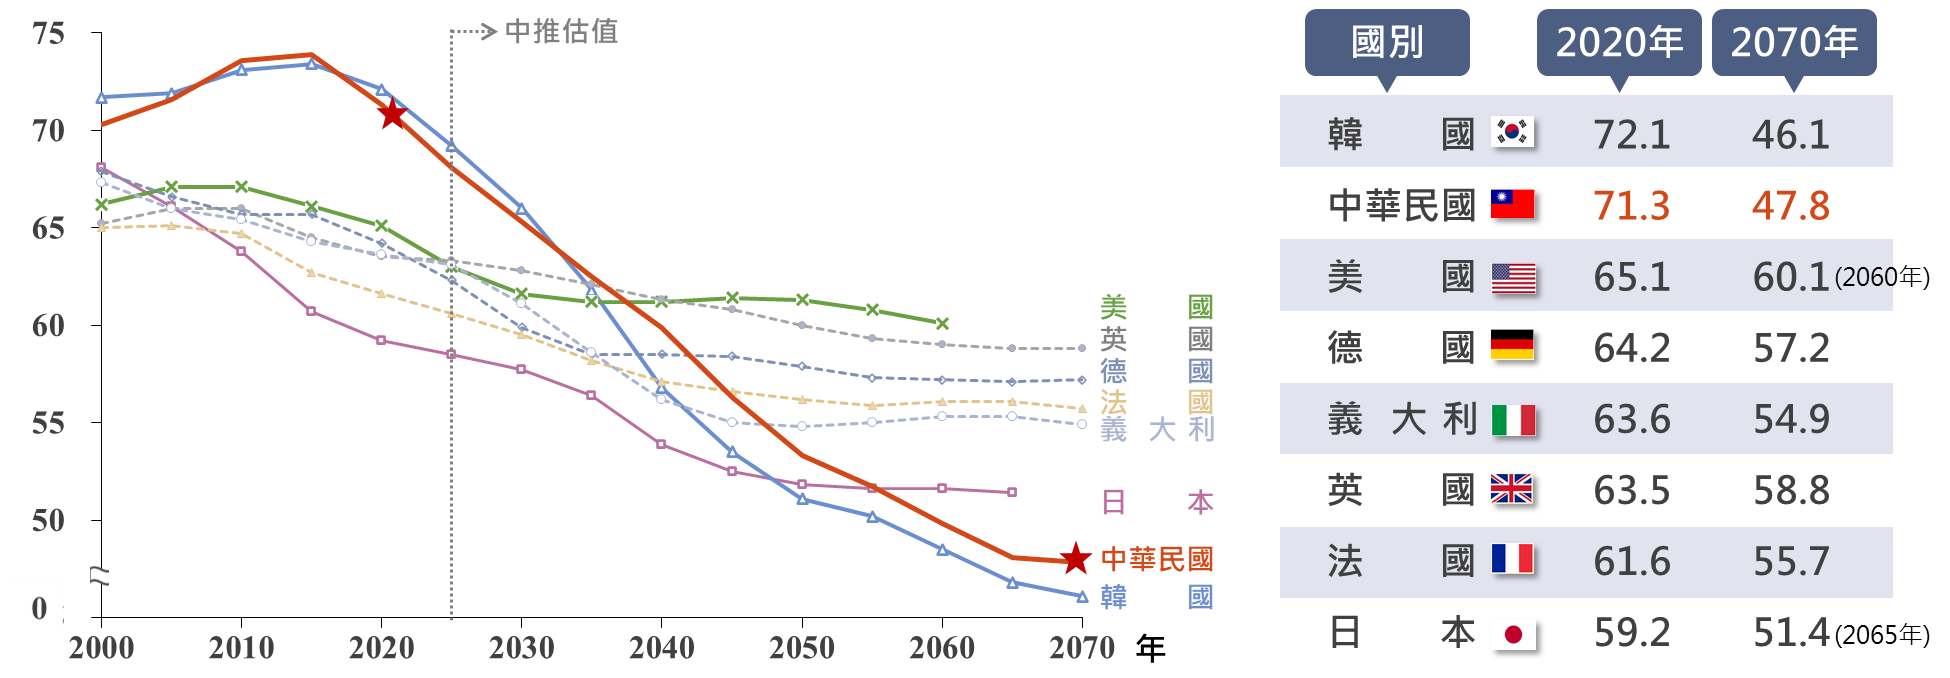 75
70
65
60
55
50
0
中推估值
2000 2010 2020 2030 2040 2050 2060 2070 年
美國
英國
德國
法國
義大利
日本
中華民國
韓國
國別 2020年 2070年
韓國 72.1 46.1
中華民國 71.3 47.8
美國 65.1 60.1(2060年)
德國 64.2 57.2
義大利 63.6 54.9
英國 63.5 58.8
法國 61.6 55.7
日本 59.2 51.4(2065年)